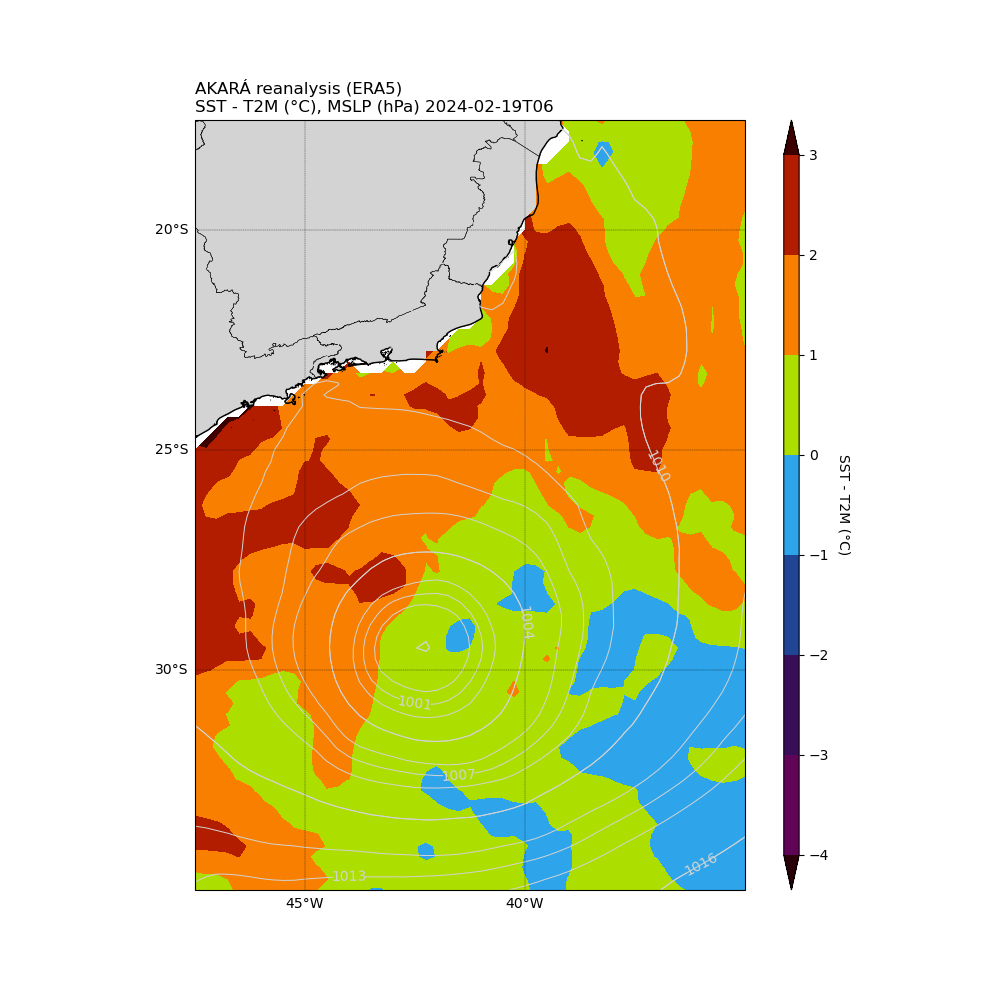 AKARÁ reanalysis (ERA5)
SST - T2M (°C), MSLP (hPa) 2024-02-19T06
20°S
25°S
30°S
45°W
40°W
1010
1004
1001
1007
1013
1016
3
2
1
0
−1
−2
−3
−4
SST - T2M (°C)